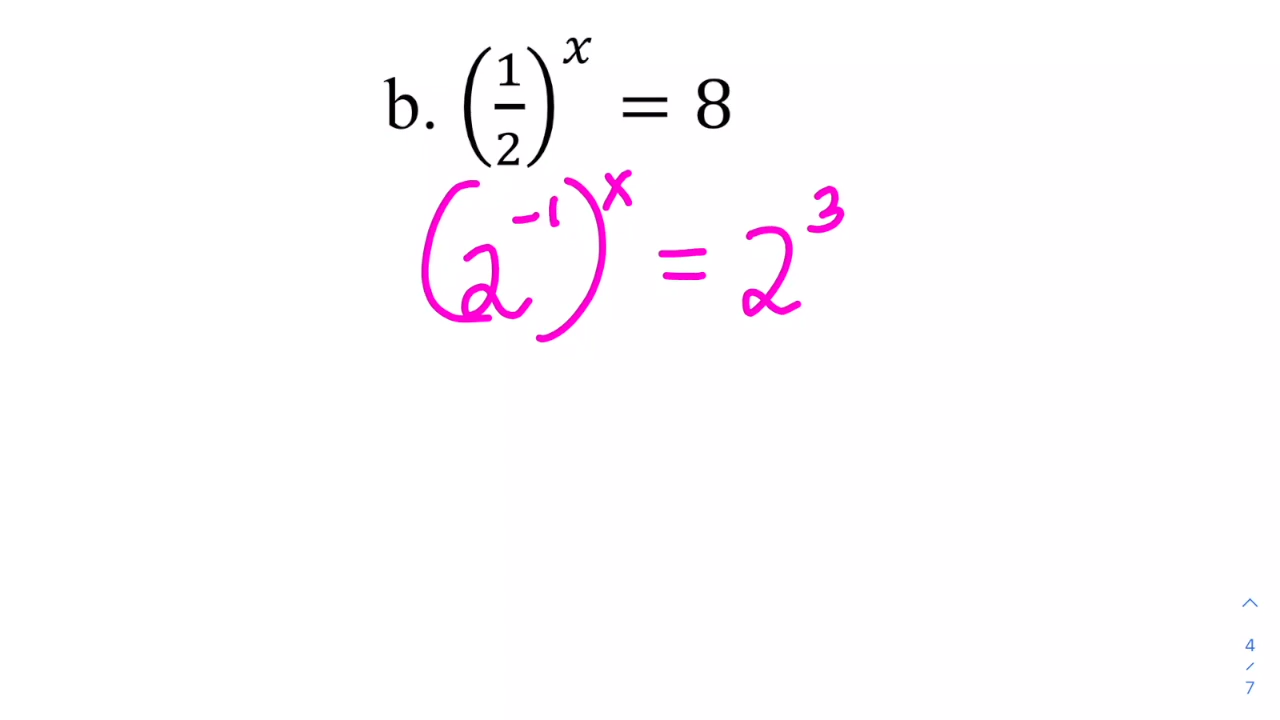 b. (1/2)^x = 8
(2^-1)^x = 2^3
4
/
7